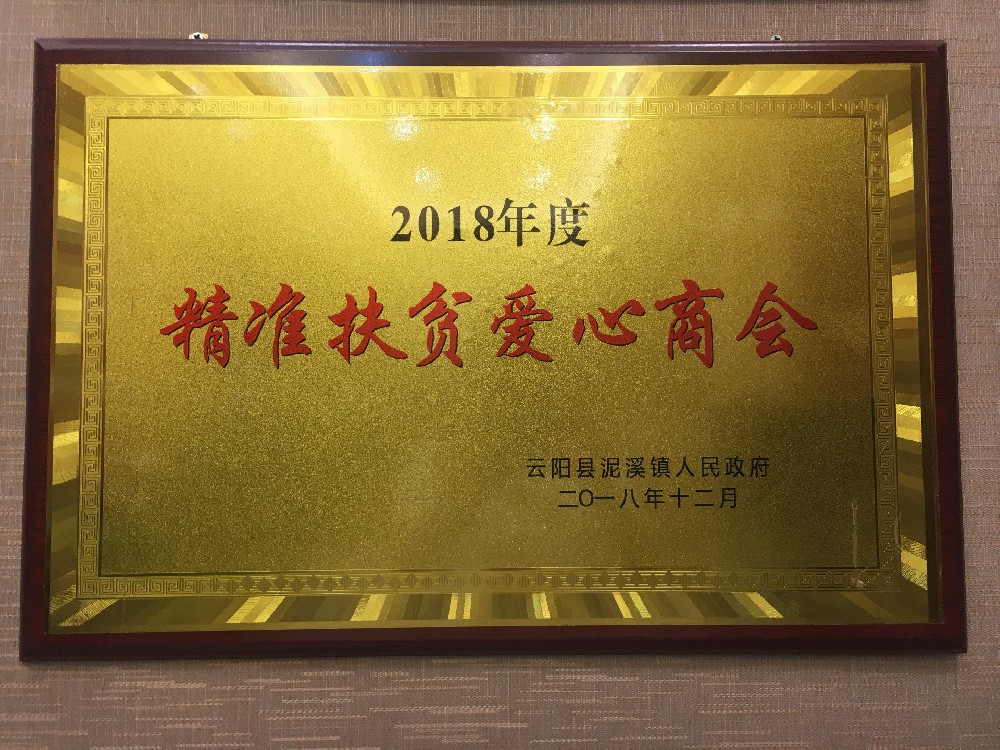 2018年度
精准扶贫爱心商会
云阳县泥溪镇人民政府
二〇一八年十二月